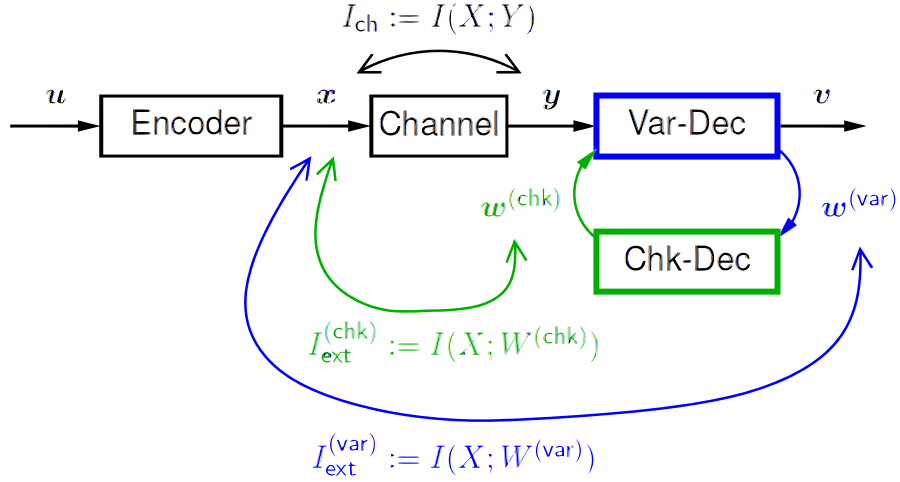 I_ch := I(X; Y)
u x y v
Encoder Channel Var-Dec
w^(chk) w^(var)
Chk-Dec
I_ext^(chk) := I(X; W^(chk))
I_ext^(var) := I(X; W^(var))